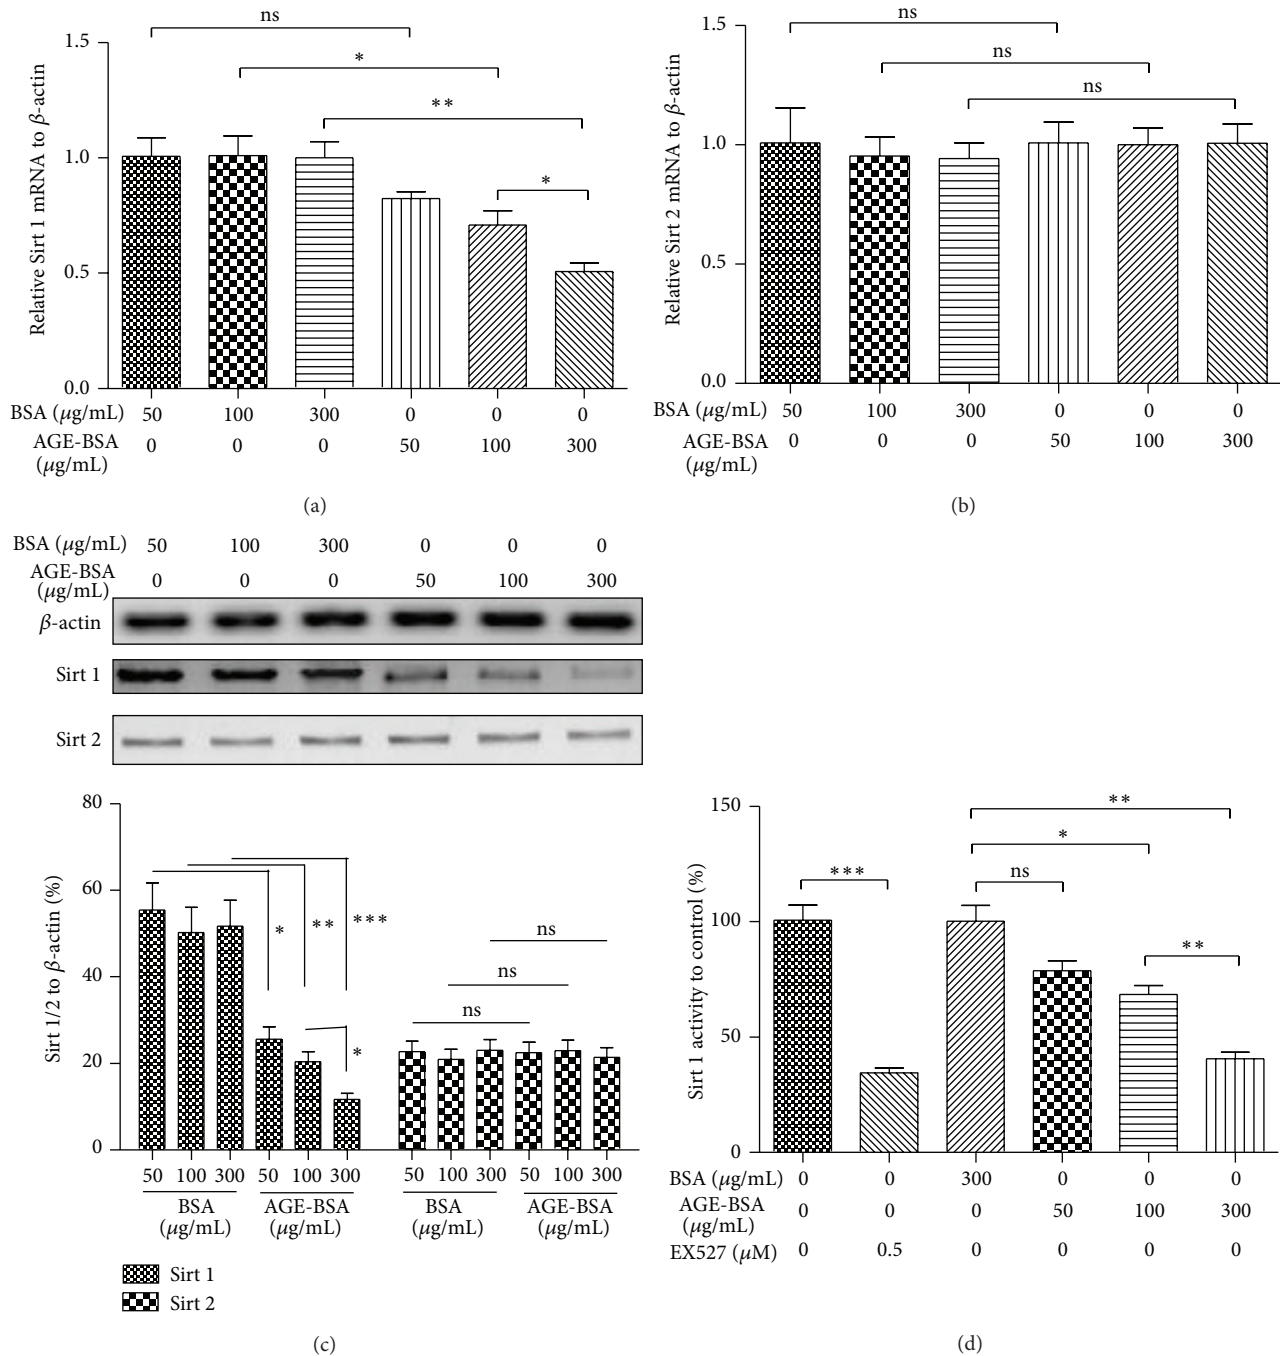 ns
*
**
*
1.5
1.0
0.5
0.0
Relative Sirt 1 mRNA to β-actin
BSA (μg/mL) 50 100 300 0 0 0
AGE-BSA (μg/mL) 0 0 0 50 100 300
(a)
ns
ns
ns
1.5
1.0
0.5
0.0
Relative Sirt 2 mRNA to β-actin
BSA (μg/mL) 50 100 300 0 0 0
AGE-BSA (μg/mL) 0 0 0 50 100 300
(b)
BSA (μg/mL) 50 100 300 0 0 0
AGE-BSA (μg/mL) 0 0 0 50 100 300
β-actin
Sirt 1
Sirt 2
80
60
40
20
0
Sirt 1/2 to β-actin (%)
* ** ***
*
ns
ns
ns
50 100 300 50 100 300 50 100 300 50 100 300
BSA AGE-BSA BSA AGE-BSA
(μg/mL) (μg/mL) (μg/mL) (μg/mL)
Sirt 1
Sirt 2
(c)
150
100
50
0
Sirt 1 activity to control (%)
**
*
*** ns
**
BSA (μg/mL) 0 0 300 0 0 0
AGE-BSA (μg/mL) 0 0 0 50 100 300
EX527 (μM) 0 0.5 0 0 0 0
(d)